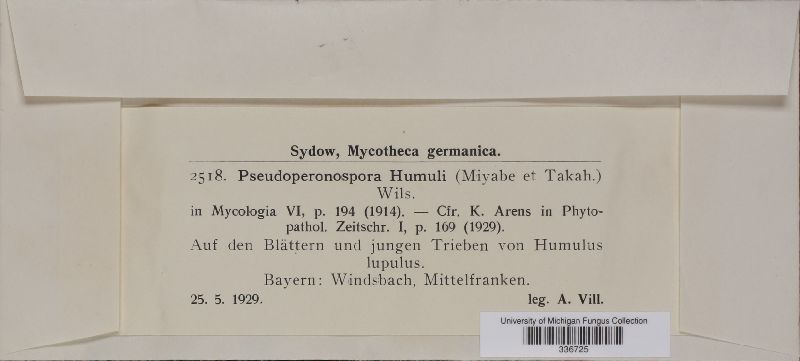 Sydow, Mycotheca germanica.
2518. Pseudoperonospora Humuli (Miyabe et Takah.)
Wils.
in Mycologia VI, p. 194 (1914). — Cfr. K. Arens in Phyto-
pathol. Zeitschr. I, p. 169 (1929).
Auf den Blättern und jungen Trieben von Humulus
lupulus.
Bayern: Windsbach, Mittelfranken.
25. 5. 1929. leg. A. Vill.
University of Michigan Fungus Collection
336725